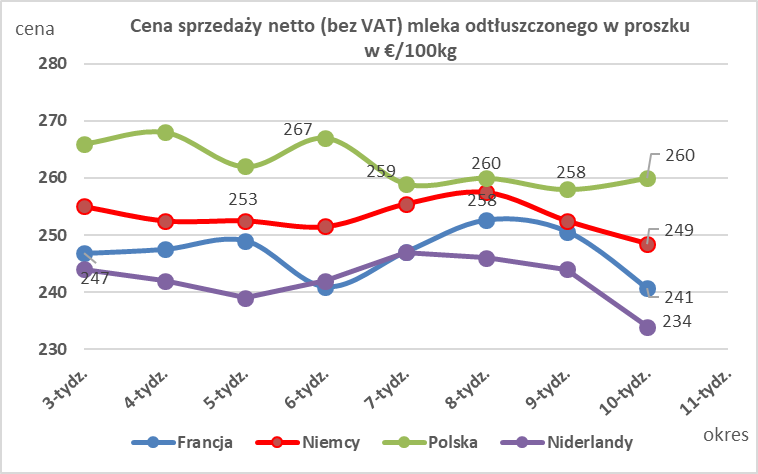 cena
Cena sprzedaży netto (bez VAT) mleka odtłuszczonego w proszku
w €/100kg
280
270
260
250
240
230
267
259
260
258
260
253
258
249
247
241
234
3-tydz.
4-tydz.
5-tydz.
6-tydz.
7-tydz.
8-tydz.
9-tydz.
10-tydz.
11-tydz.
okres
Francja
Niemcy
Polska
Niderlandy